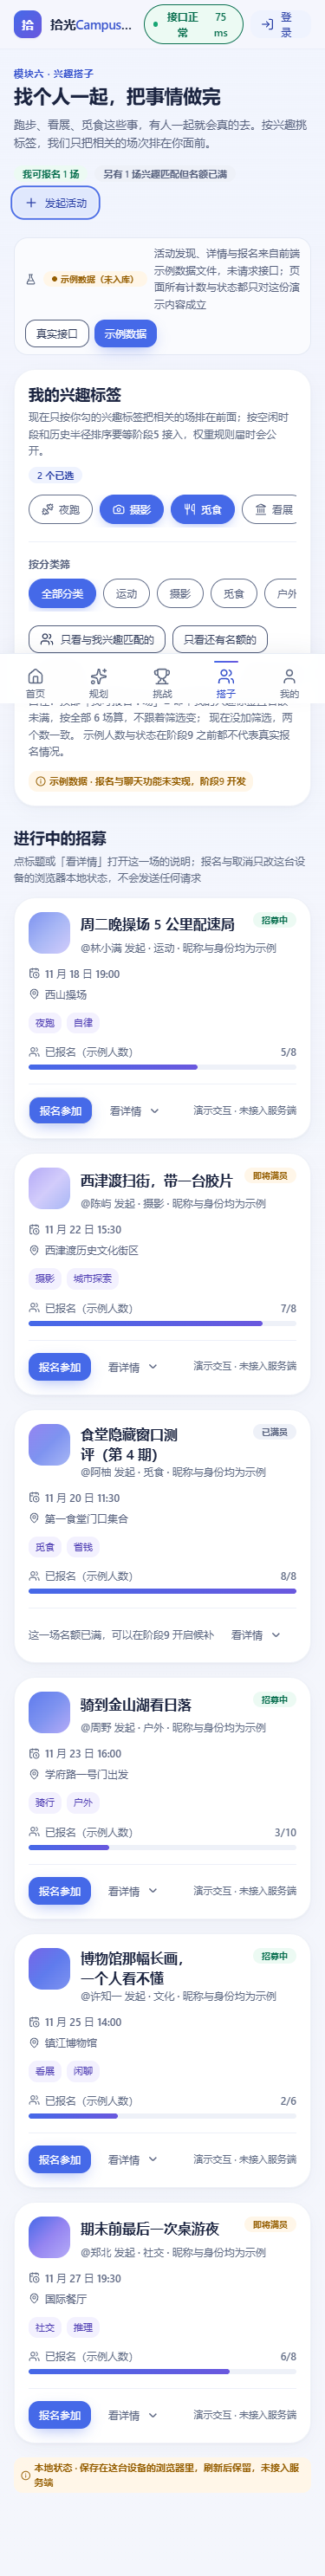 拾
拾光Campus...
接口正常
75 ms
登录
模块六 · 兴趣搭子
找个人一起，把事情做完
跑步、看展、觅食这些事，有人一起就会真的去。按兴趣挑
标签，我们只把相关的场次排在你面前。
我可报名 1 场
另有 1 场兴趣匹配但名额已满
发起活动
示例数据（未入库）
活动发现、详情与报名来自前端
示例数据文件，未请求接口；页
面所有计数与状态都只对这份演
示内容成立
真实接口
示例数据
我的兴趣标签
现在只按你勾的兴趣标签把相关的场排在前面；按空闲时
段和历史半径排序要等阶段5 接入，权重规则届时会公
开。
2 个已选
夜跑
摄影
觅食
看展
按分类筛
全部分类
运动
摄影
觅食
户外
只看与我兴趣匹配的
只看还有名额的
首页
规划
挑战
搭子
我的
未满，按全部 6 场算，不跟着筛选变；现在没加筛选，两
个数一致。 示例人数与状态在阶段9 之前都不代表真实报
名情况。
示例数据 · 报名与聊天功能未实现，阶段9 开发
进行中的招募
点标题或「看详情」打开这一场的说明；报名与取消只改这台设
备的浏览器本地状态，不会发送任何请求
周二晚操场 5 公里配速局
招募中
@林小满 发起 · 运动 · 昵称与身份均为示例
11 月 18 日 19:00
西山操场
夜跑
自律
已报名（示例人数）
5/8
报名参加
看详情
演示交互 · 未接入服务端
西津渡扫街，带一台胶片
即将满员
@陈屿 发起 · 摄影 · 昵称与身份均为示例
11 月 22 日 15:30
西津渡历史文化街区
摄影
城市探索
已报名（示例人数）
7/8
报名参加
看详情
演示交互 · 未接入服务端
食堂隐藏窗口测
评（第 4 期）
已满员
@阿柚 发起 · 觅食 · 昵称与身份均为示例
11 月 20 日 11:30
第一食堂门口集合
觅食
省钱
已报名（示例人数）
8/8
这一场名额已满，可以在阶段9 开启候补
看详情
骑到金山湖看日落
招募中
@周野 发起 · 户外 · 昵称与身份均为示例
11 月 23 日 16:00
学府路一号门出发
骑行
户外
已报名（示例人数）
3/10
报名参加
看详情
演示交互 · 未接入服务端
博物馆那幅长画，
一个人看不懂
招募中
@许知一 发起 · 文化 · 昵称与身份均为示例
11 月 25 日 14:00
镇江博物馆
看展
闲聊
已报名（示例人数）
2/6
报名参加
看详情
演示交互 · 未接入服务端
期末前最后一次桌游夜
即将满员
@郑北 发起 · 社交 · 昵称与身份均为示例
11 月 27 日 19:30
国际餐厅
社交
推理
已报名（示例人数）
6/8
报名参加
看详情
演示交互 · 未接入服务端
本地状态 · 保存在这台设备的浏览器里，刷新后保留，未接入服
务端